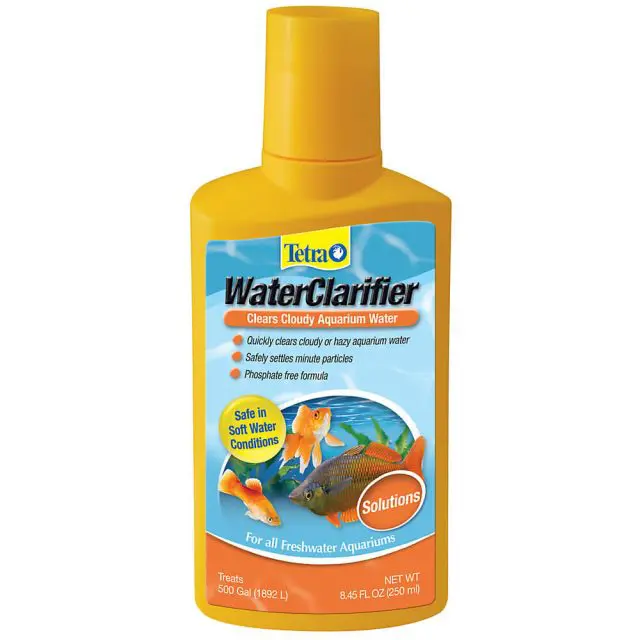 Tetra
WaterClarifier
Clears Cloudy Aquarium Water
Quickly clears cloudy or hazy aquarium water
Safely settles minute particles
Phosphate free formula
Safe in
Soft Water
Conditions
Solutions
For all Freshwater Aquariums
Treats
500 Gal (1892 L)
NET WT
8.45 FL OZ (250 ml)